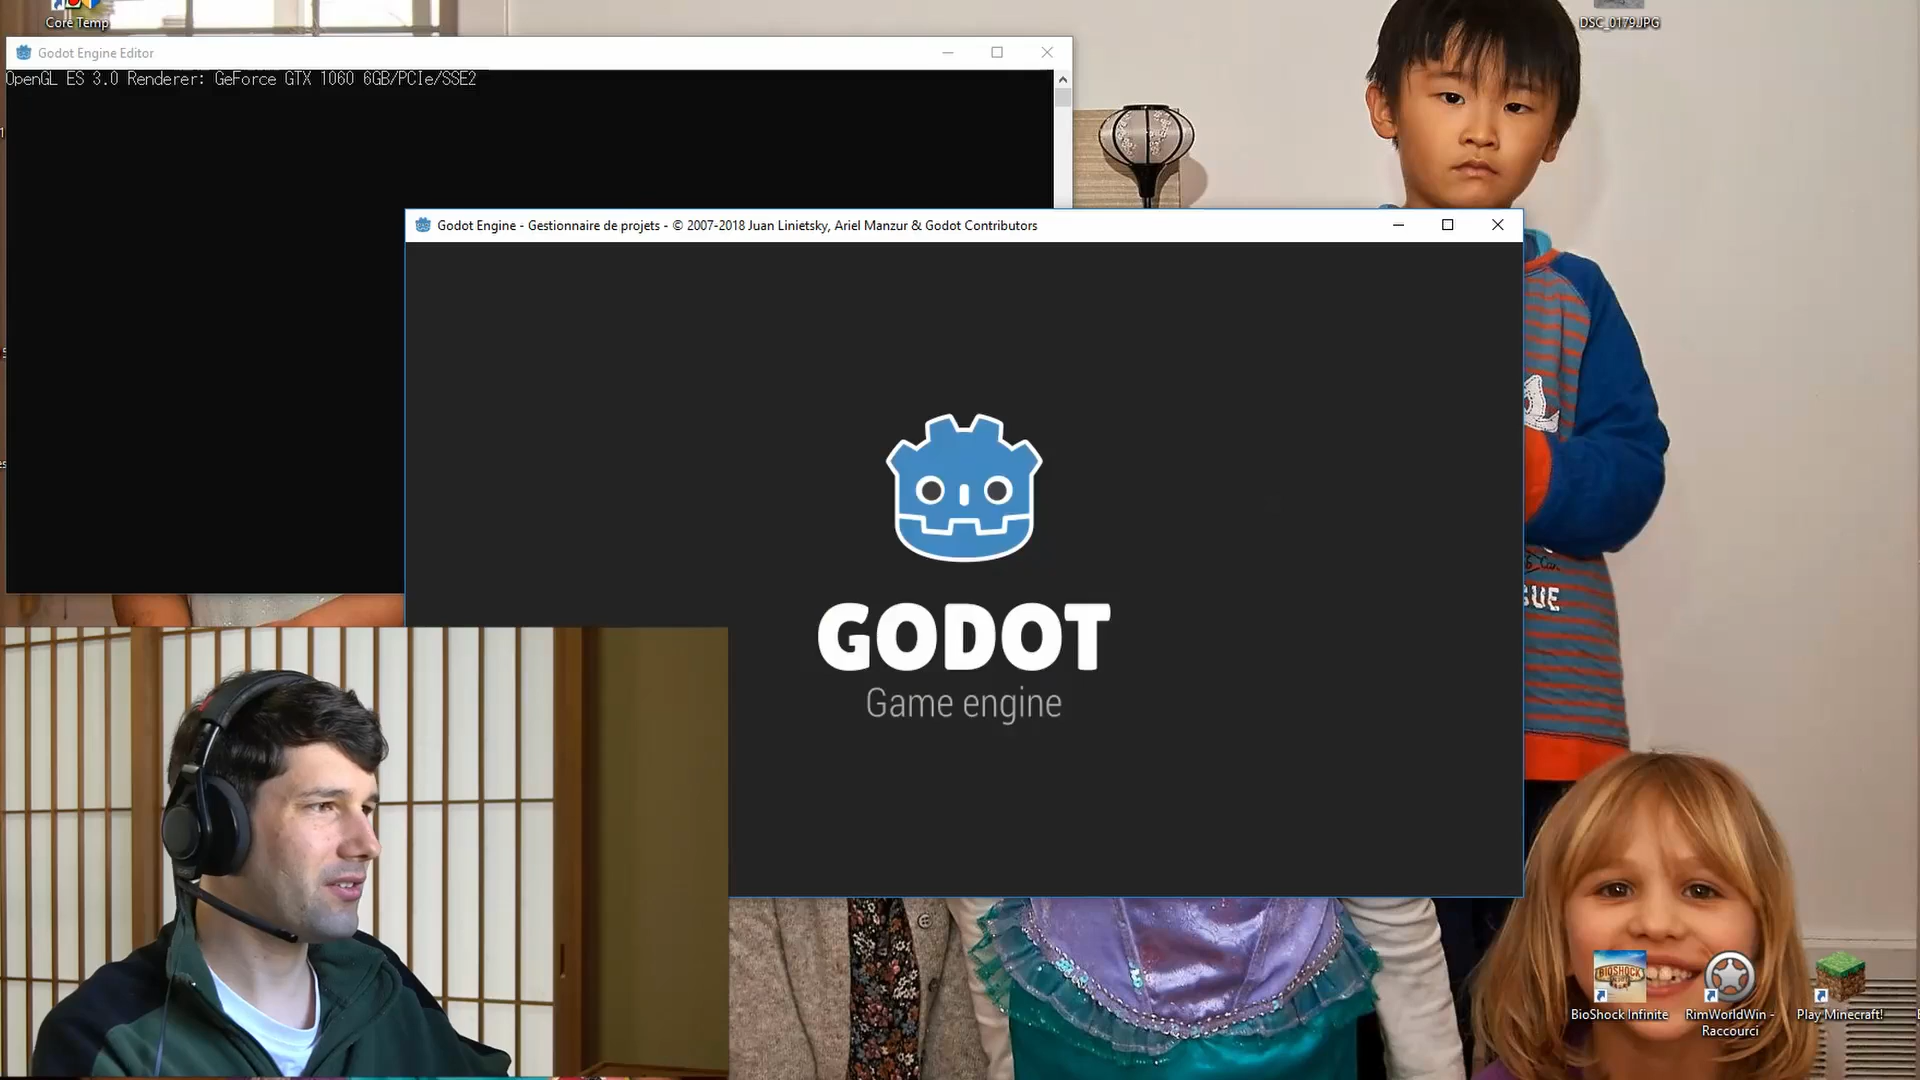 Core Temp
DSC_0179.JPG
Godot Engine Editor
OpenGL ES 3.0 Renderer: GeForce GTX 1060 6GB/PCIe/SSE2
Godot Engine - Gestionnaire de projets - © 2007-2018 Juan Linietsky, Ariel Manzur & Godot Contributors
GODOT
Game engine
BIOSHOCK
BioShock Infinite
RimWorldWin -
Raccourci
Play Minecraft!